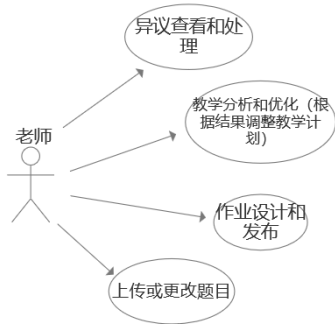 异议查看和处
理
教学分析和优化（根
据结果调整教学计
划）
老师
作业设计和
发布
上传或更改题目